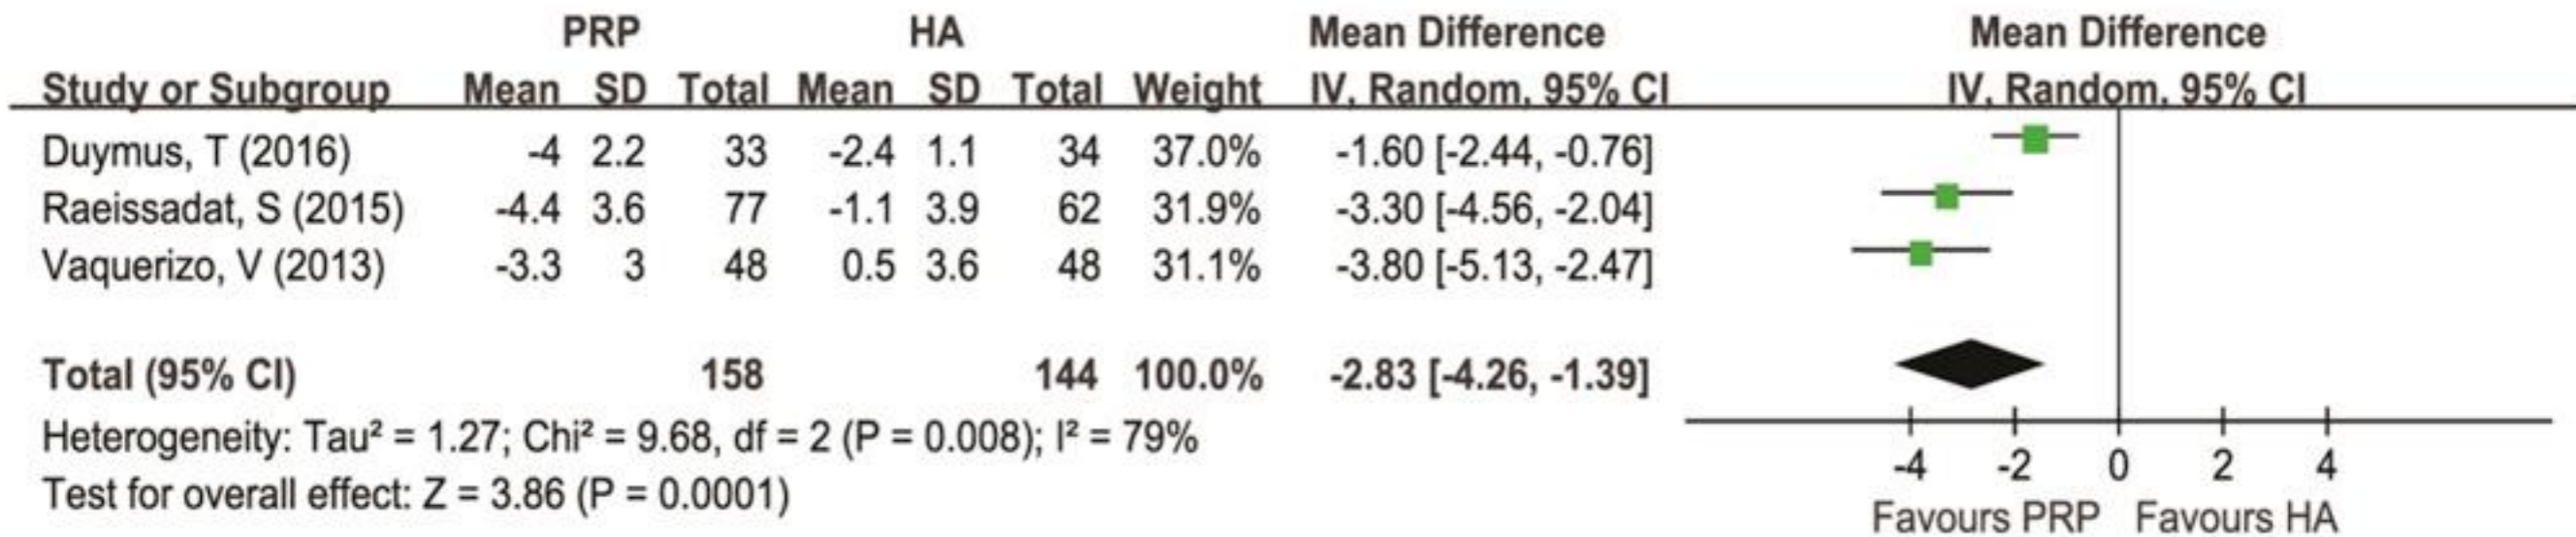 PRP HA Mean Difference Mean Difference
Study or Subgroup Mean SD Total Mean SD Total Weight IV, Random, 95% CI IV, Random, 95% CI
Duymus, T (2016) -4 2.2 33 -2.4 1.1 34 37.0% -1.60 [-2.44, -0.76]
Raeissadat, S (2015) -4.4 3.6 77 -1.1 3.9 62 31.9% -3.30 [-4.56, -2.04]
Vaquerizo, V (2013) -3.3 3 48 0.5 3.6 48 31.1% -3.80 [-5.13, -2.47]
Total (95% CI) 158 144 100.0% -2.83 [-4.26, -1.39]
Heterogeneity: Tau² = 1.27; Chi² = 9.68, df = 2 (P = 0.008); I² = 79%
Test for overall effect: Z = 3.86 (P = 0.0001)
-4 -2 0 2 4
Favours PRP Favours HA